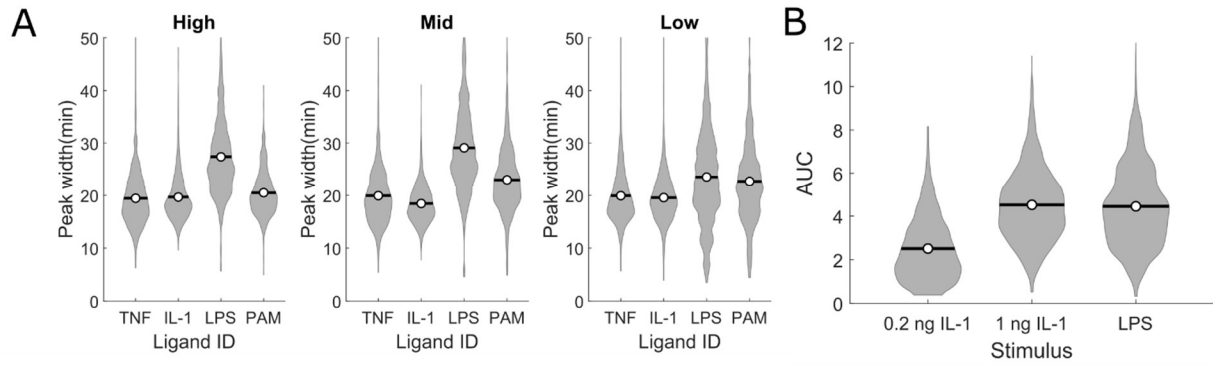 A
High
Mid
Low
B
Peak width(min)
50
40
30
20
10
0
TNF IL-1 LPS PAM
Ligand ID
Peak width(min)
50
40
30
20
10
0
TNF IL-1 LPS PAM
Ligand ID
Peak width(min)
50
40
30
20
10
0
TNF IL-1 LPS PAM
Ligand ID
AUC
12
10
8
6
4
2
0
0.2 ng IL-1 1 ng IL-1 LPS
Stimulus